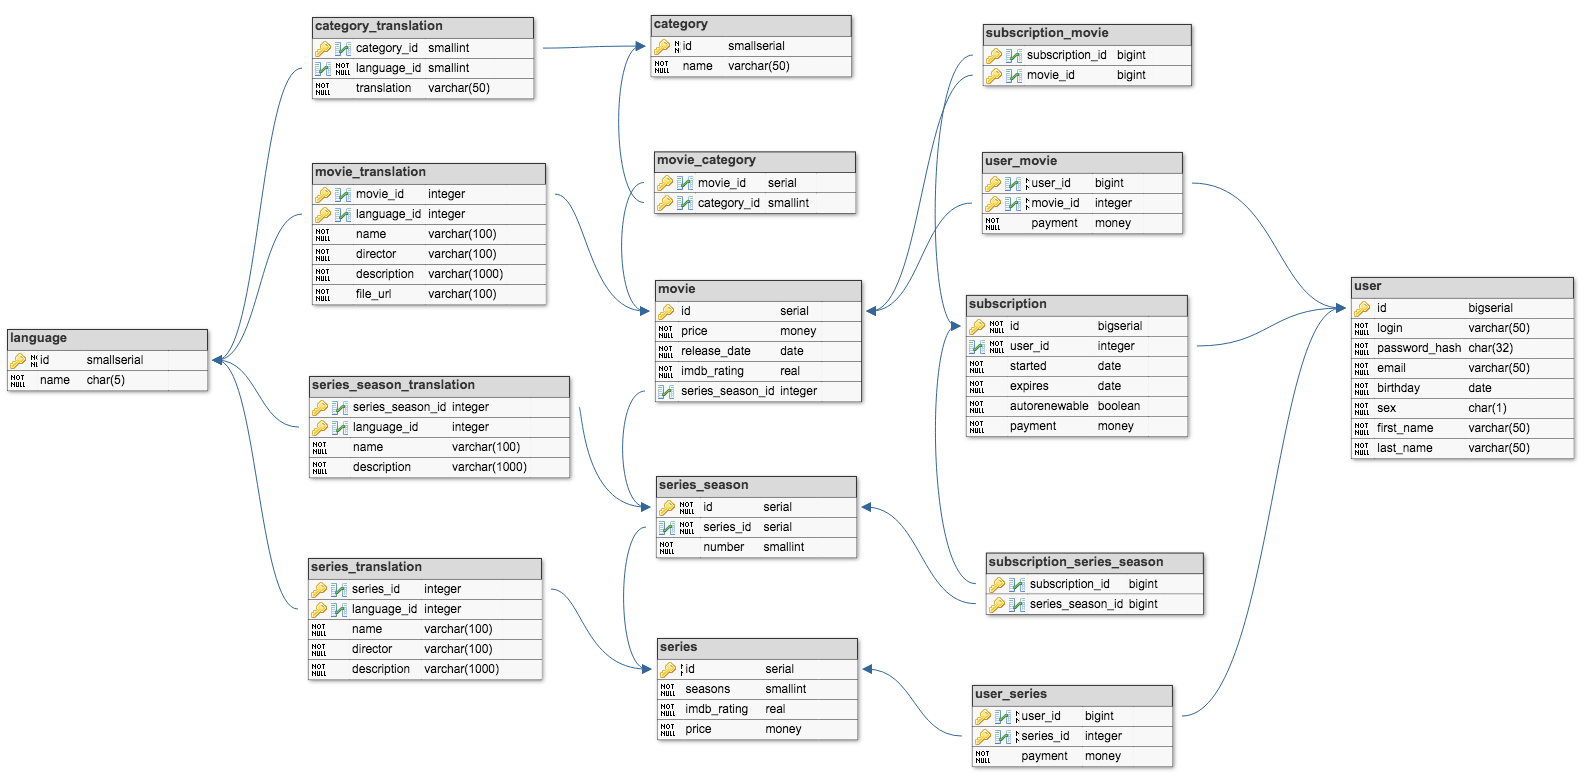 category_translation
category_id smallint
NOT NULL language_id smallint
NOT NULL translation varchar(50)
category
id smallserial
NOT NULL name varchar(50)
subscription_movie
subscription_id bigint
movie_id bigint
movie_translation
movie_id integer
language_id integer
NOT NULL name varchar(100)
NOT NULL director varchar(100)
NOT NULL description varchar(1000)
NOT NULL file_url varchar(100)
movie_category
movie_id serial
category_id smallint
user_movie
user_id bigint
movie_id integer
NOT NULL payment money
movie
id serial
NOT NULL price money
NOT NULL release_date date
NOT NULL imdb_rating real
series_season_id integer
subscription
NOT NULL id bigserial
NOT NULL user_id integer
NOT NULL started date
NOT NULL expires date
NOT NULL autorenewable boolean
NOT NULL payment money
user
id bigserial
NOT NULL login varchar(50)
NOT NULL password_hash char(32)
NOT NULL email varchar(50)
NOT NULL birthday date
NOT NULL sex char(1)
NOT NULL first_name varchar(50)
NOT NULL last_name varchar(50)
language
id smallserial
NOT NULL name char(5)
series_season_translation
series_season_id integer
language_id integer
NOT NULL name varchar(100)
NOT NULL description varchar(1000)
series_season
NOT NULL id serial
NOT NULL series_id serial
NOT NULL number smallint
subscription_series_season
subscription_id bigint
series_season_id bigint
series_translation
series_id integer
language_id integer
NOT NULL name varchar(100)
NOT NULL director varchar(100)
NOT NULL description varchar(1000)
series
id serial
NOT NULL seasons smallint
NOT NULL imdb_rating real
NOT NULL price money
user_series
user_id bigint
series_id integer
NOT NULL payment money